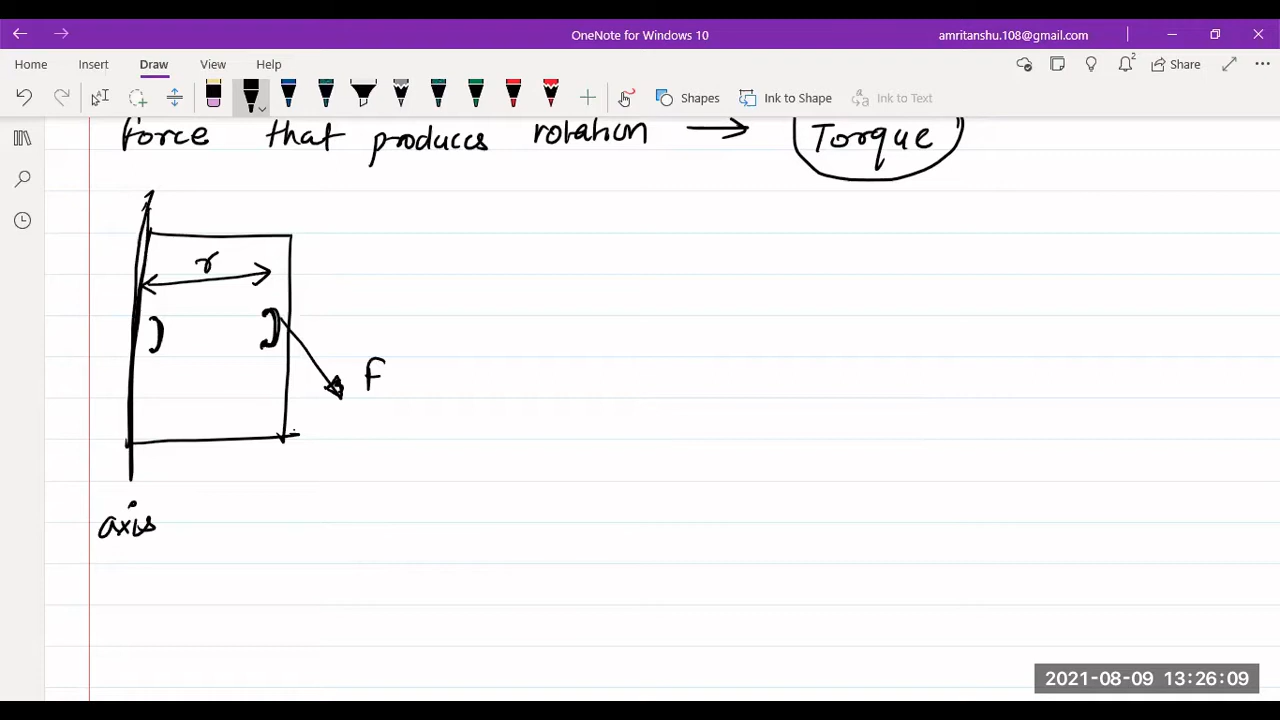 OneNote for Windows 10
amritanshu.108@gmail.com
Home Insert Draw View Help
2 Share
Shapes Ink to Shape Ink to Text
force that produces rotation → Torque
r
F
axis
2021-08-09 13:26:09